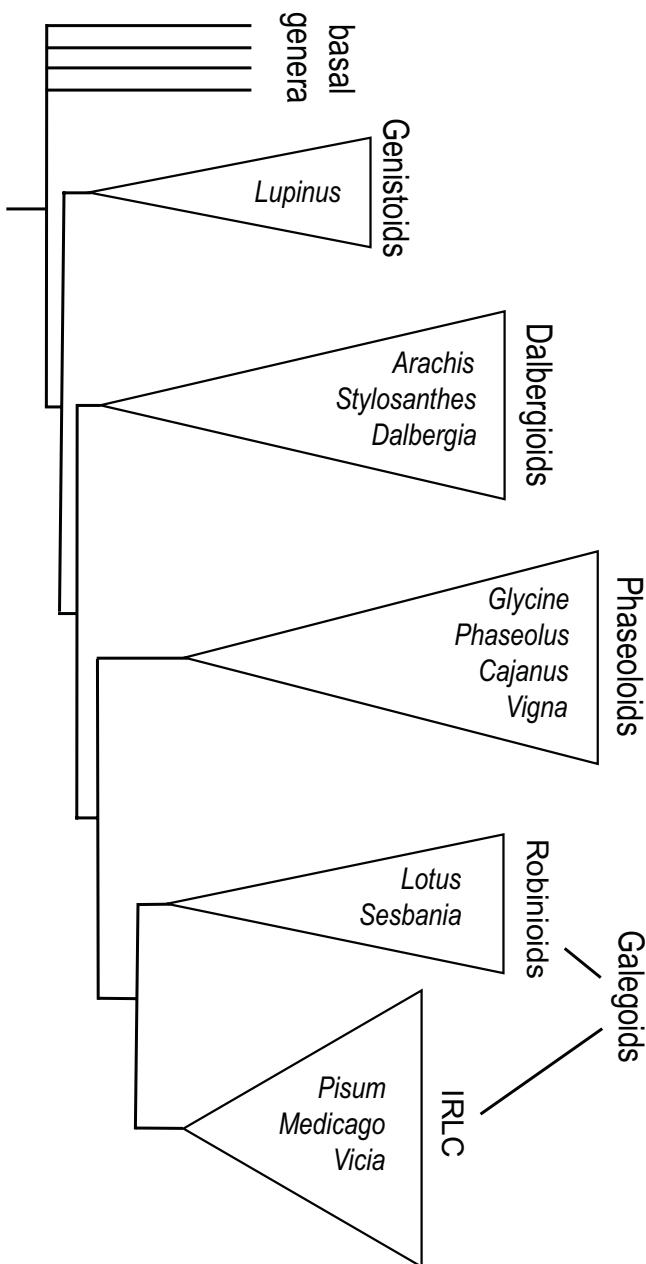 basal
genera
Genistoids
Lupinus
Dalbergioids
Arachis
Stylosanthes
Dalbergia
Phaseoloids
Glycine
Phaseolus
Cajanus
Vigna
Robinioids
Lotus
Sesbania
Galegoids
IRLC
Pisum
Medicago
Vicia